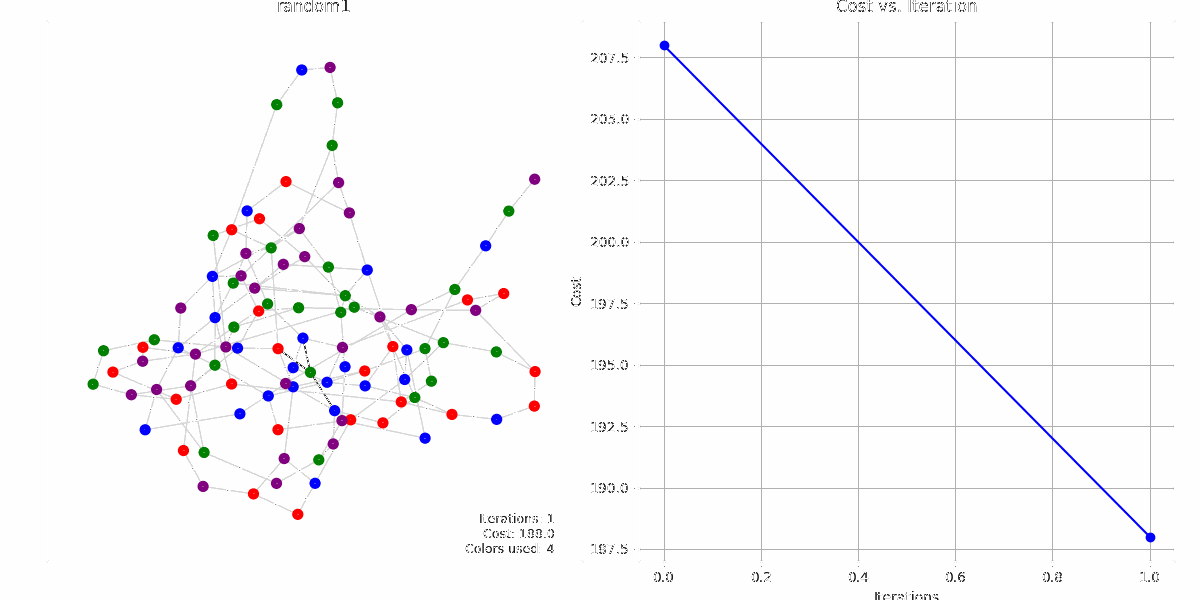 random1
Iterations: 1
Cost: 188.0
Colors used: 4
Cost vs. Iteration
Cost
207.5
205.0
202.5
200.0
197.5
195.0
192.5
190.0
187.5
0.0 0.2 0.4 0.6 0.8 1.0
Iterations